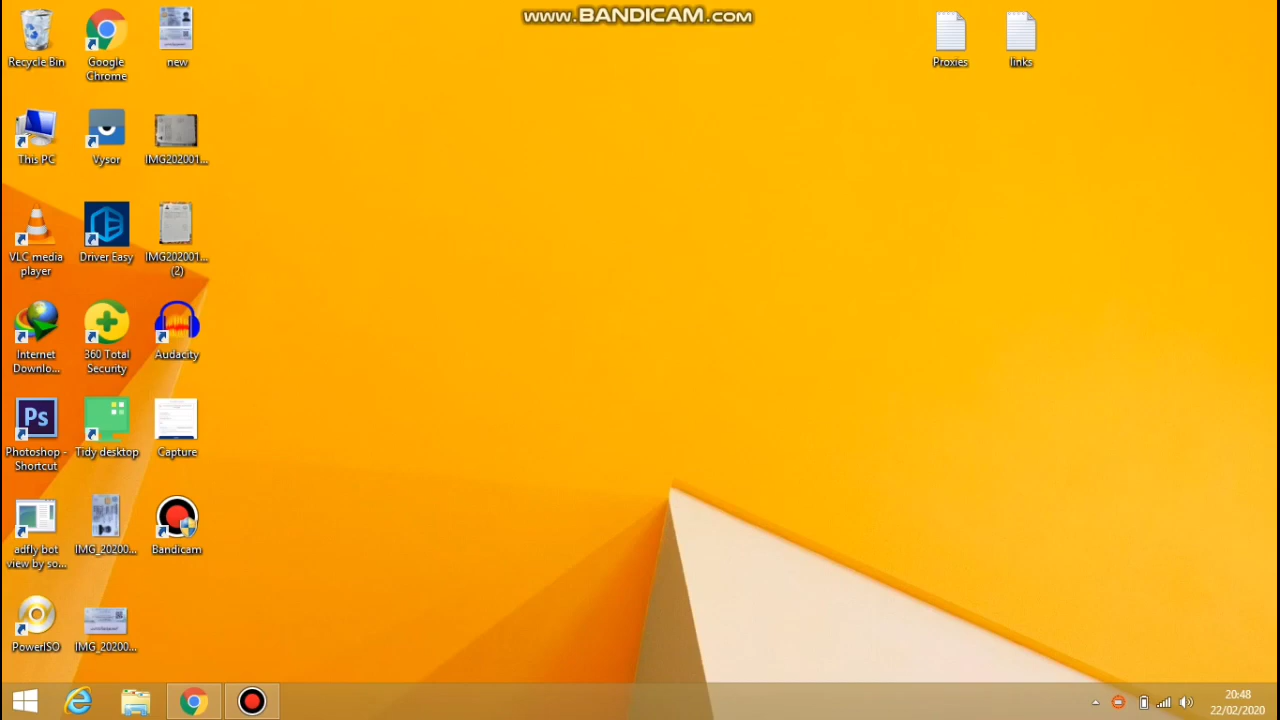 www.BANDICAM.com
Recycle Bin
Google
Chrome
new
Proxies
links
This PC
Vysor
IMG202001...
VLC media
player
Driver Easy
IMG202001...
(2)
Internet
Downlo...
360 Total
Security
Audacity
Ps
Photoshop -
Shortcut
Tidy desktop
Capture
adfly bot
view by so...
IMG_20200...
Bandicam
PowerISO
IMG_20200...
20:48
22/02/2020